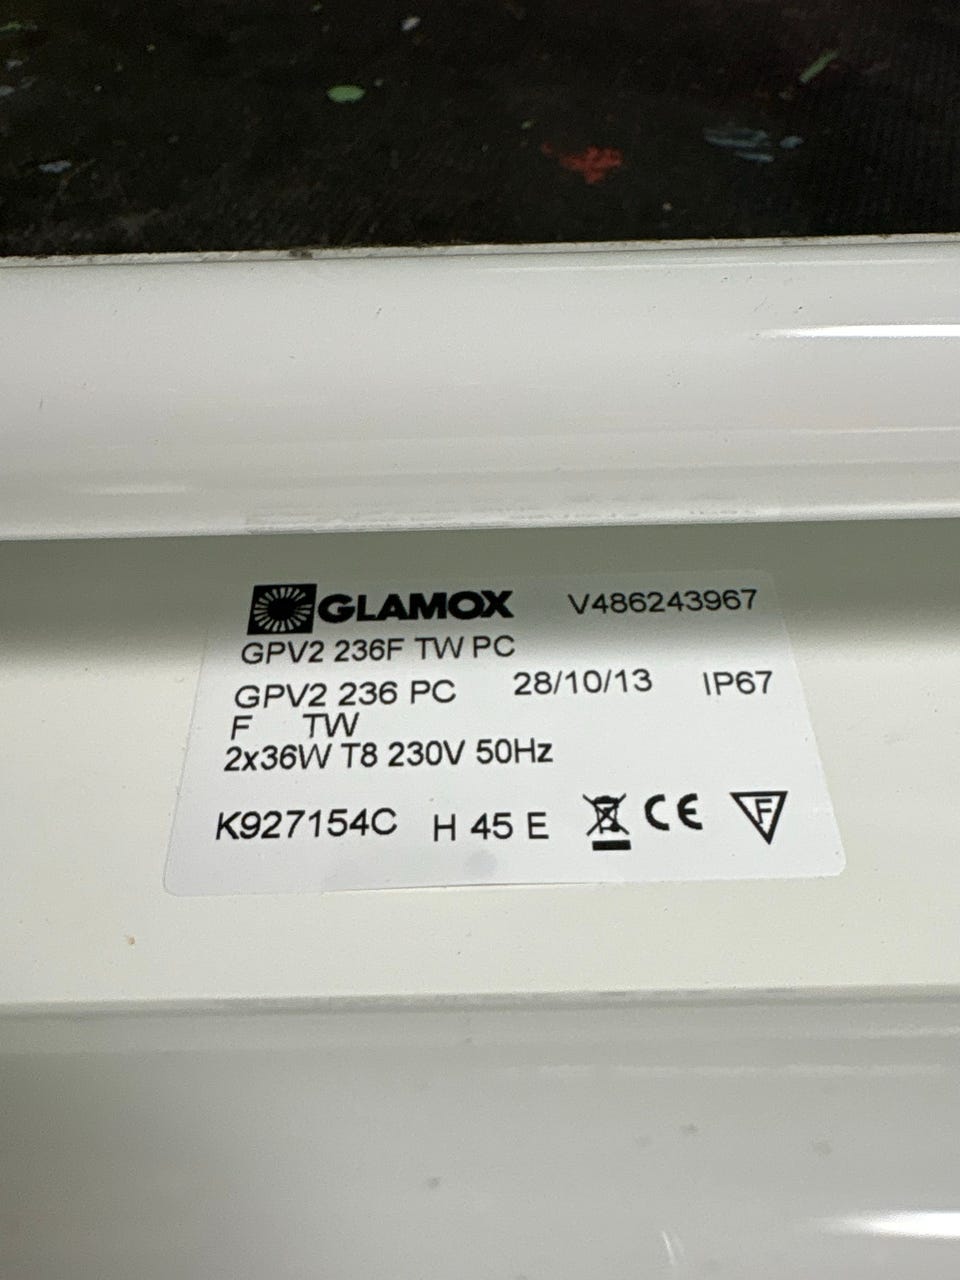 GLAMOX V486243967
GPV2 236F TW PC
GPV2 236 PC 28/10/13 IP67
F TW
2x36W T8 230V 50Hz
K927154C H 45 E CE F